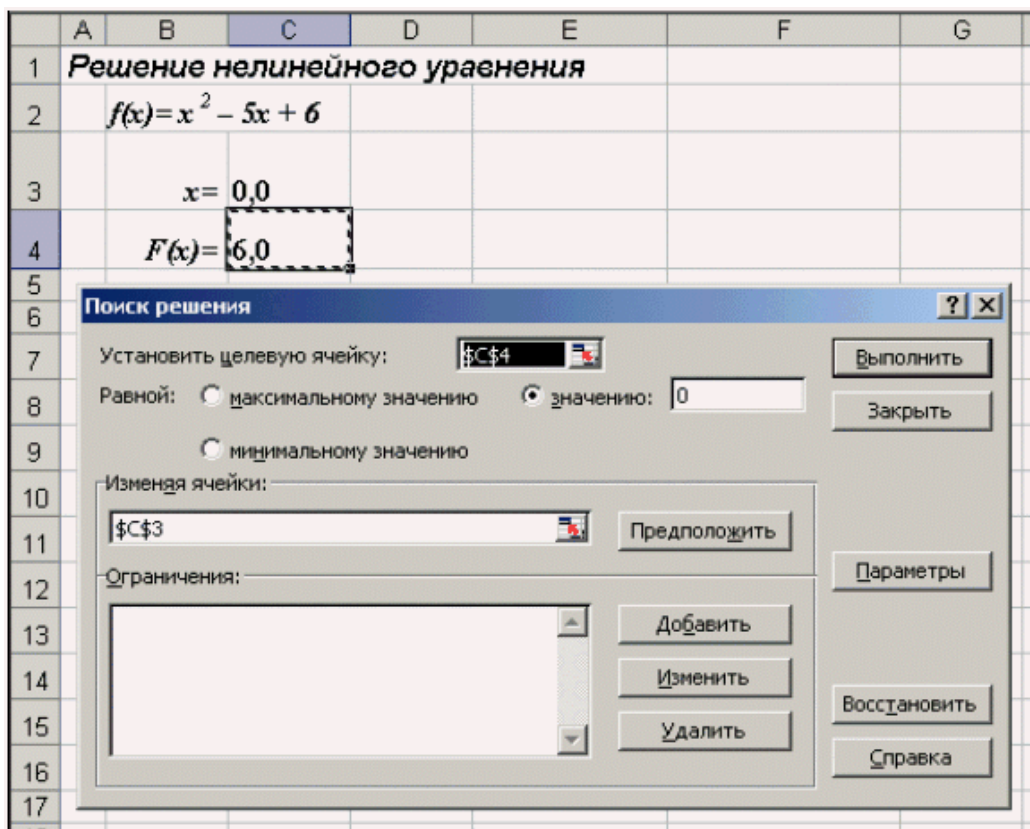 A B C D E F G
1 Решение нелинейного уравнения
2 f(x)= x 2 – 5x + 6
3 x= 0,0
4 F(x)= 6,0
5
6 Поиск решения ? ×
7 Установить целевую ячейку: $C$4 Выполнить
8 Равной: максимальному значению значению: 0 Закрыть
9 минимальному значению
10 Изменяя ячейки:
11 $C$3 Предположить
12 Ограничения: Параметры
13 Добавить
14 Изменить
15 Удалить Восстановить
16 Справка
17